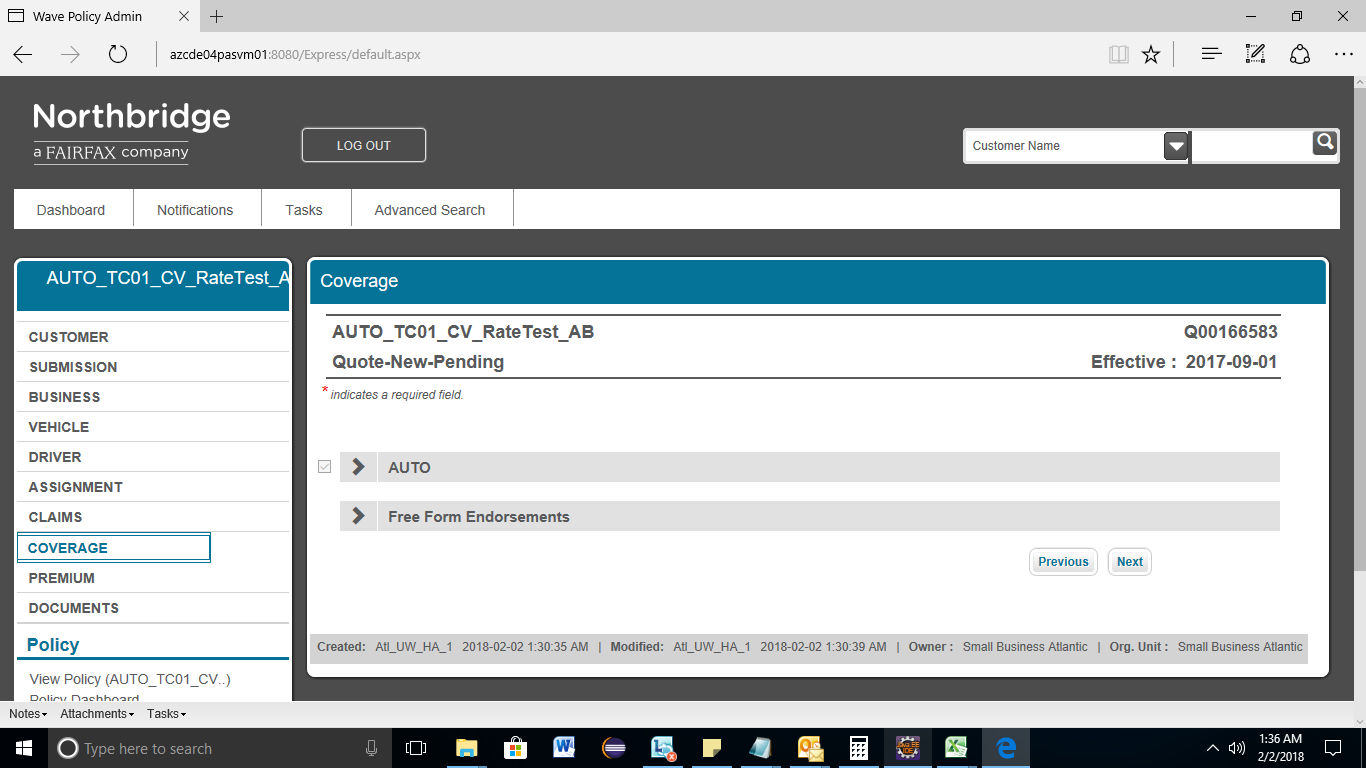 Wave Policy Admin
azcde04pasvm01:8080/Express/default.aspx
Northbridge
a FAIRFAX company
LOG OUT
Customer Name
Dashboard
Notifications
Tasks
Advanced Search
AUTO_TC01_CV_RateTest_A
CUSTOMER
SUBMISSION
BUSINESS
VEHICLE
DRIVER
ASSIGNMENT
CLAIMS
COVERAGE
PREMIUM
DOCUMENTS
Policy
View Policy (AUTO_TC01_CV..)
Policy Dashboard
Coverage
AUTO_TC01_CV_RateTest_AB Q00166583
Quote-New-Pending Effective : 2017-09-01
* indicates a required field.
AUTO
Free Form Endorsements
Previous Next
Created: Atl_UW_HA_1 2018-02-02 1:30:35 AM | Modified: Atl_UW_HA_1 2018-02-02 1:30:39 AM | Owner : Small Business Atlantic | Org. Unit : Small Business Atlantic
Notes Attachments Tasks
Type here to search
1:36 AM
2/2/2018